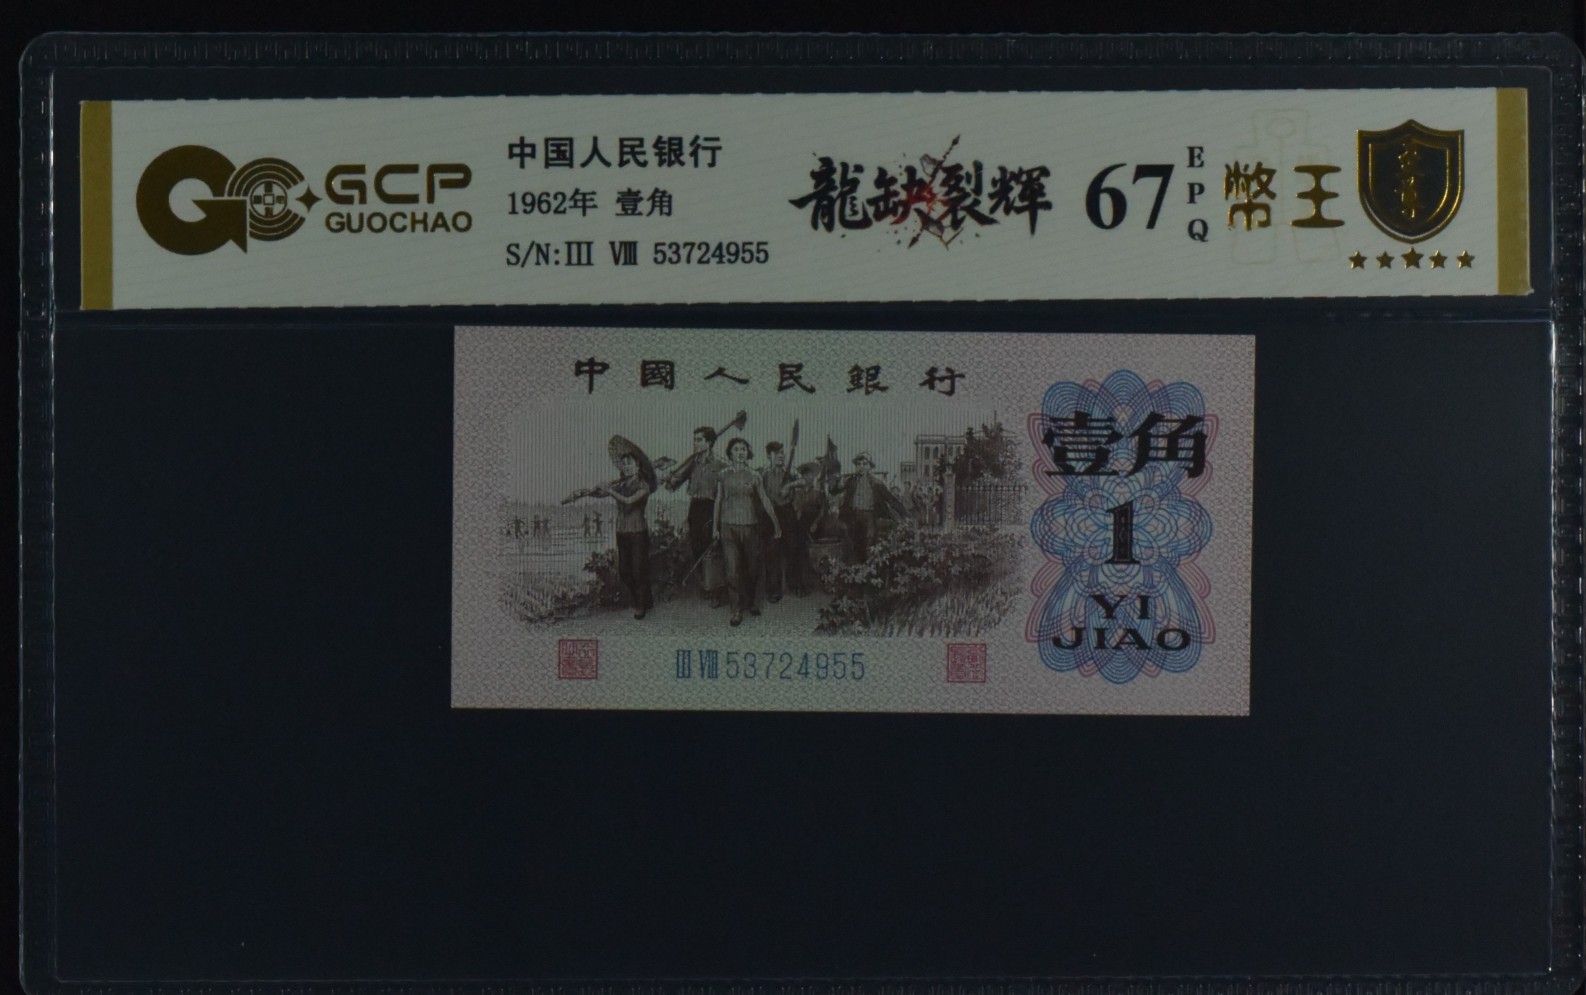 GCP
GUOCHAO
中国人民银行
1962年 壹角
S/N:III VIII 53724955
龍缺裂輝
67
EPQ
幣王
中國人民銀行
壹角
1
YI
JIAO
III VIII 53724955